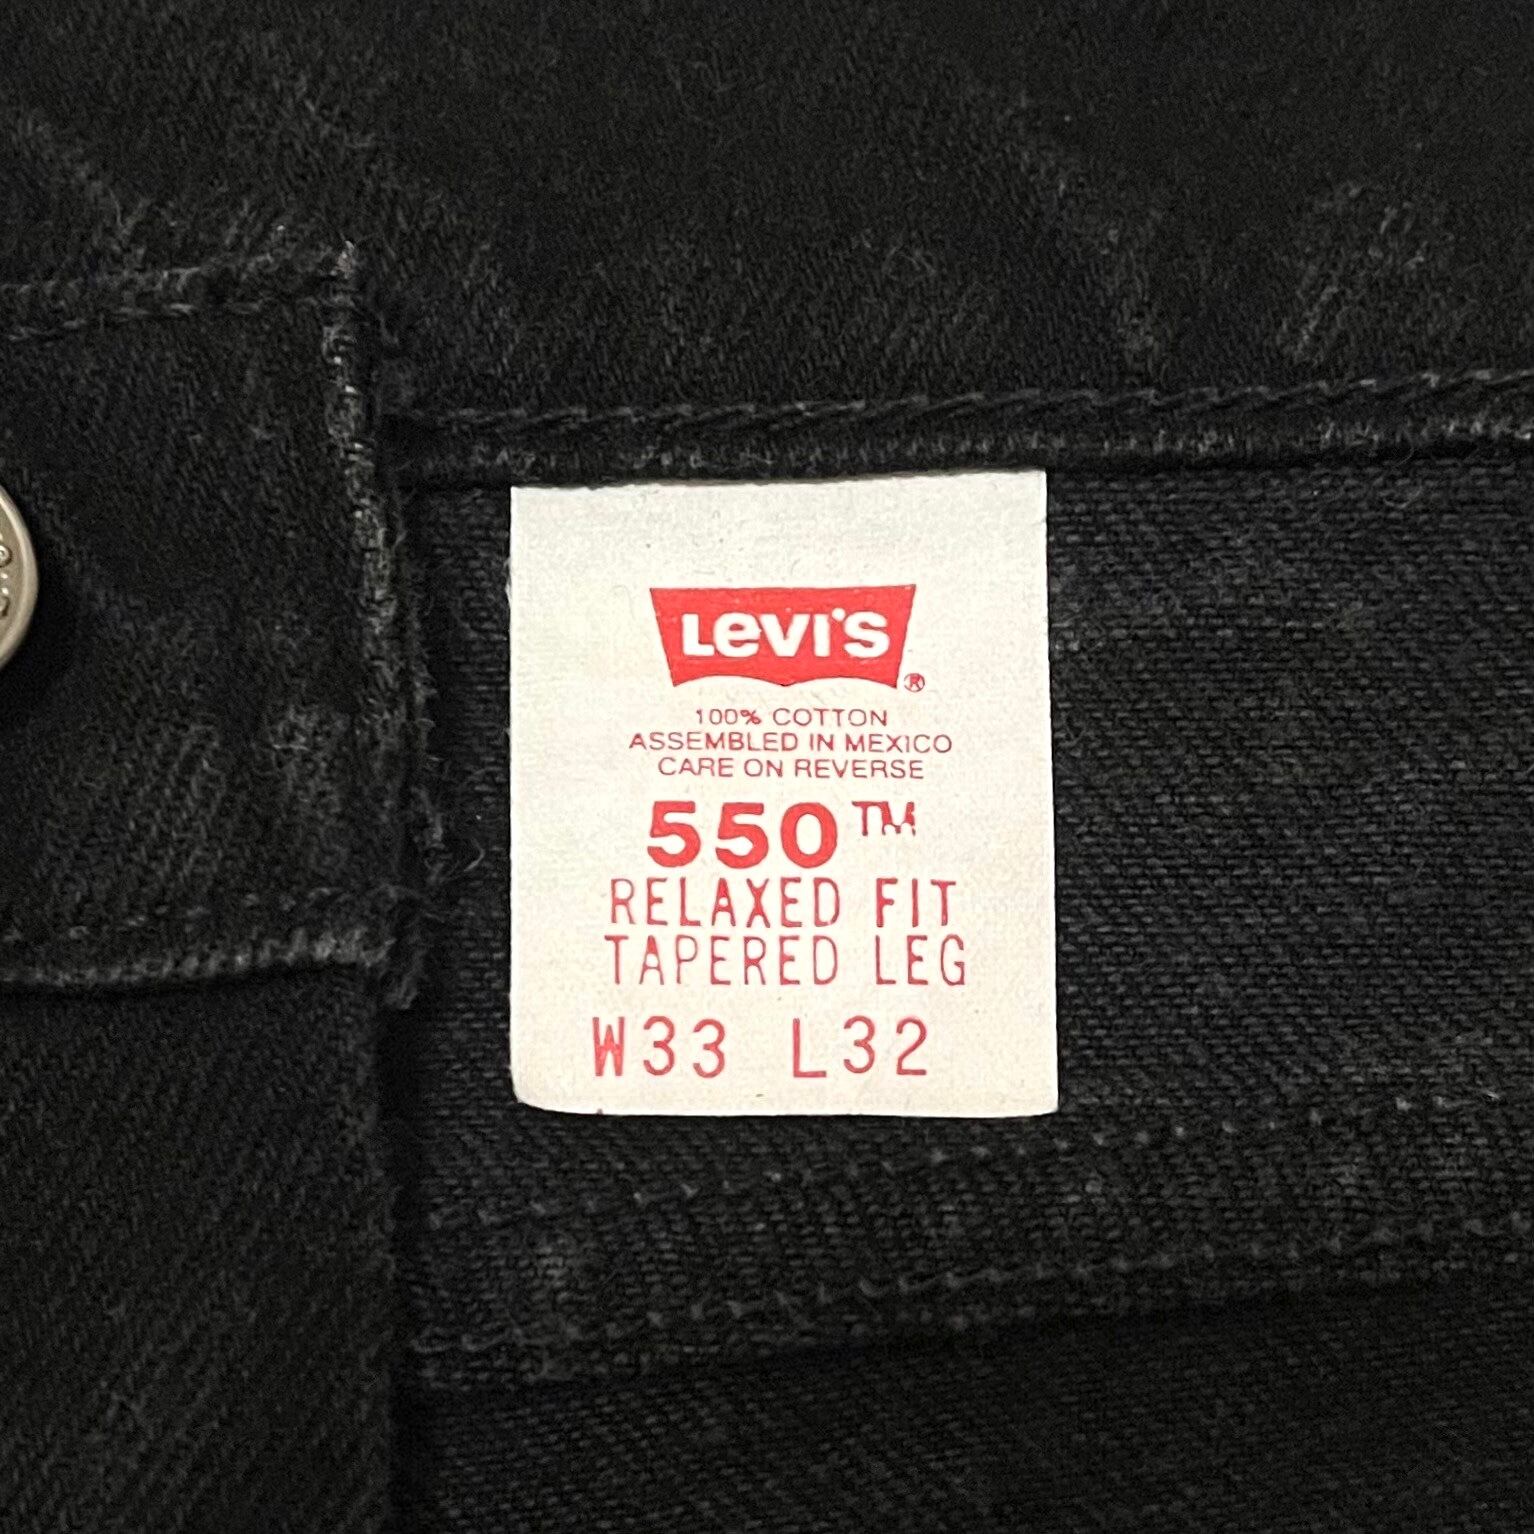 Levi's ®
100% COTTON
ASSEMBLED IN MEXICO
CARE ON REVERSE
550™
RELAXED FIT
TAPERED LEG
W33 L32